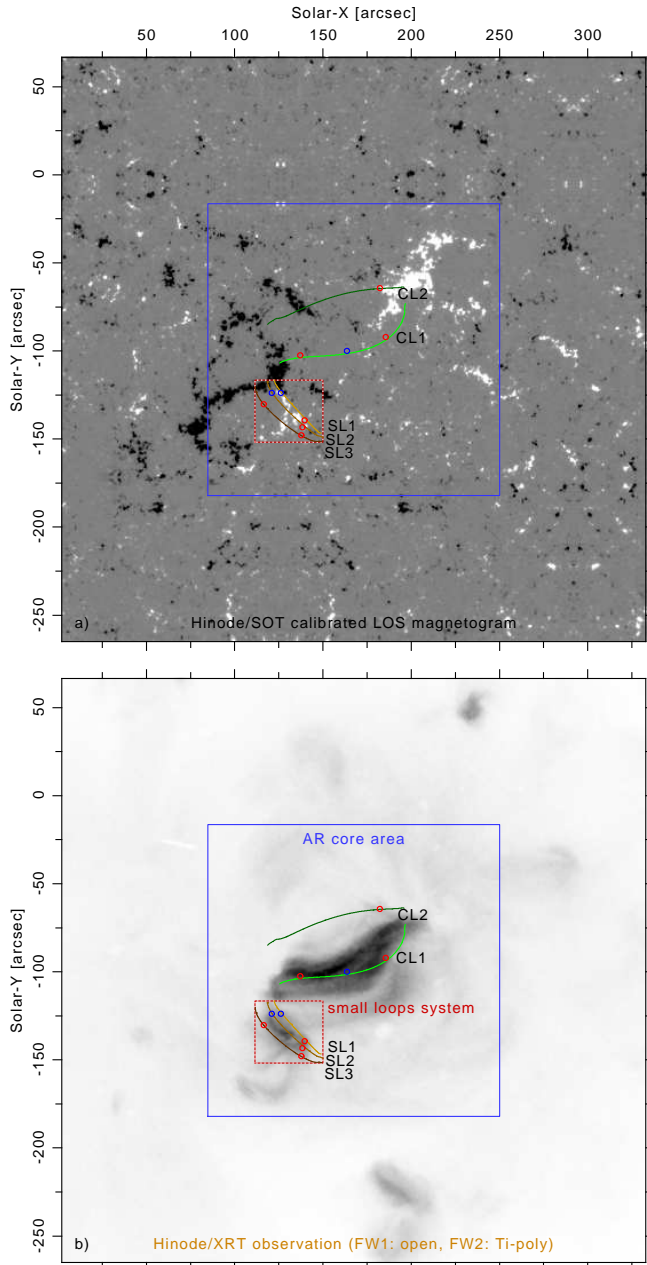 Solar-X [arcsec]
50 100 150 200 250 300
Solar-Y [arcsec]
50
0
-50
-100
-150
-200
-250
CL2
CL1
SL1
SL2
SL3
a) Hinode/SOT calibrated LOS magnetogram
Solar-Y [arcsec]
50
0
-50
-100
-150
-200
-250
AR core area
CL2
CL1
small loops system
SL1
SL2
SL3
b) Hinode/XRT observation (FW1: open, FW2: Ti-poly)